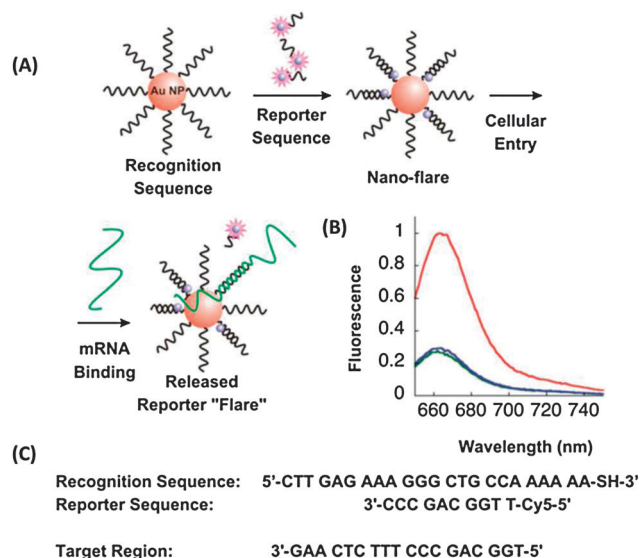 (A)
Au NP
Recognition
Sequence
Reporter
Sequence
Nano-flare
Cellular
Entry
mRNA
Binding
Released
Reporter "Flare"
(B)
Fluorescence
1
0.8
0.6
0.4
0.2
0
660 680 700 720 740
Wavelength (nm)
(C)
Recognition Sequence: 5'-CTT GAG AAA GGG CTG CCA AAA AA-SH-3'
Reporter Sequence: 3'-CCC GAC GGT T-Cy5-5'
Target Region: 3'-GAA CTC TTT CCC GAC GGT-5'